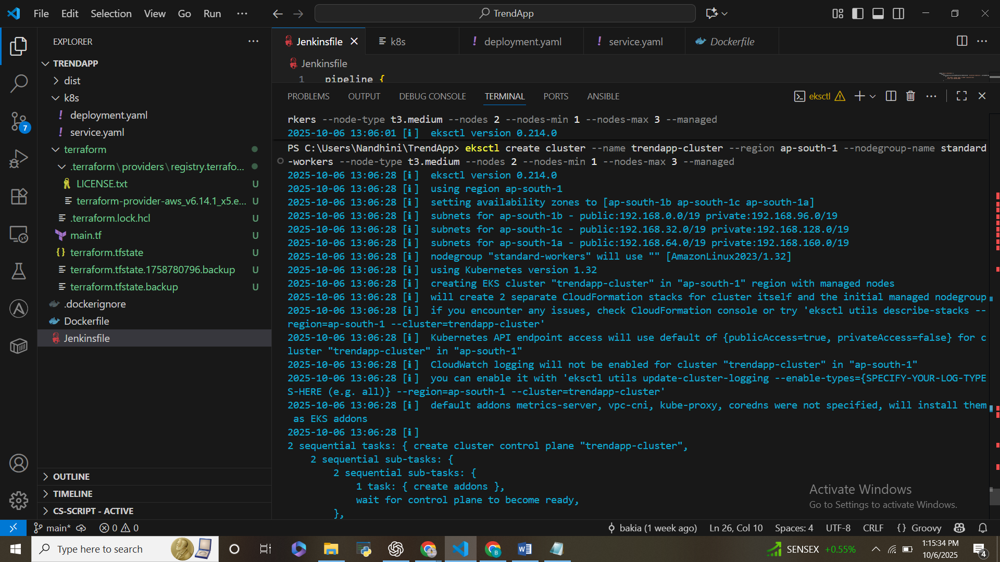 File Edit Selection View Go Run ··· TrendApp
EXPLORER ···
TRENDAPP
dist
k8s
! deployment.yaml
! service.yaml
terraform
.terraform\providers\registry.terrafo...
LICENSE.txt U
terraform-provider-aws_v6.14.1_x5.e... U
.terraform.lock.hcl U
main.tf U
{} terraform.tfstate U
terraform.tfstate.1758780796.backup U
terraform.tfstate.backup U
.dockerignore
Dockerfile
Jenkinsfile
OUTLINE
TIMELINE
CS-SCRIPT - ACTIVE
7
Jenkinsfile k8s ! deployment.yaml ! service.yaml Dockerfile ···
Jenkinsfile
1 pipeline {
PROBLEMS OUTPUT DEBUG CONSOLE TERMINAL PORTS ANSIBLE eksctl ···
rkers --node-type t3.medium --nodes 2 --nodes-min 1 --nodes-max 3 --managed
2025-10-06 13:06:01 [ℹ]  eksctl version 0.214.0
PS C:\Users\Nandhini\TrendApp> eksctl create cluster --name trendapp-cluster --region ap-south-1 --nodegroup-name standard
-workers --node-type t3.medium --nodes 2 --nodes-min 1 --nodes-max 3 --managed
2025-10-06 13:06:28 [ℹ]  eksctl version 0.214.0
2025-10-06 13:06:28 [ℹ]  using region ap-south-1
2025-10-06 13:06:28 [ℹ]  setting availability zones to [ap-south-1b ap-south-1c ap-south-1a]
2025-10-06 13:06:28 [ℹ]  subnets for ap-south-1b - public:192.168.0.0/19 private:192.168.96.0/19
2025-10-06 13:06:28 [ℹ]  subnets for ap-south-1c - public:192.168.32.0/19 private:192.168.128.0/19
2025-10-06 13:06:28 [ℹ]  subnets for ap-south-1a - public:192.168.64.0/19 private:192.168.160.0/19
2025-10-06 13:06:28 [ℹ]  nodegroup "standard-workers" will use "" [AmazonLinux2023/1.32]
2025-10-06 13:06:28 [ℹ]  using Kubernetes version 1.32
2025-10-06 13:06:28 [ℹ]  creating EKS cluster "trendapp-cluster" in "ap-south-1" region with managed nodes
2025-10-06 13:06:28 [ℹ]  will create 2 separate CloudFormation stacks for cluster itself and the initial managed nodegroup
2025-10-06 13:06:28 [ℹ]  if you encounter any issues, check CloudFormation console or try 'eksctl utils describe-stacks --
region=ap-south-1 --cluster=trendapp-cluster'
2025-10-06 13:06:28 [ℹ]  Kubernetes API endpoint access will use default of {publicAccess=true, privateAccess=false} for c
luster "trendapp-cluster" in "ap-south-1"
2025-10-06 13:06:28 [ℹ]  CloudWatch logging will not be enabled for cluster "trendapp-cluster" in "ap-south-1"
2025-10-06 13:06:28 [ℹ]  you can enable it with 'eksctl utils update-cluster-logging --enable-types={SPECIFY-YOUR-LOG-TYPE
S-HERE (e.g. all)} --region=ap-south-1 --cluster=trendapp-cluster'
2025-10-06 13:06:28 [ℹ]  default addons metrics-server, vpc-cni, kube-proxy, coredns were not specified, will install them
as EKS addons
2025-10-06 13:06:28 [ℹ]
2 sequential tasks: { create cluster control plane "trendapp-cluster",
    2 sequential sub-tasks: {
        2 sequential sub-tasks: {
            1 task: { create addons },
            wait for control plane to become ready,
        },
Activate Windows
Go to Settings to activate Windows.
main* 0 0 bakia (1 week ago) Ln 26, Col 10 Spaces: 4 UTF-8 CRLF {} Groovy
Type here to search SENSEX +0.55% 1:15:34 PM
10/6/2025 4